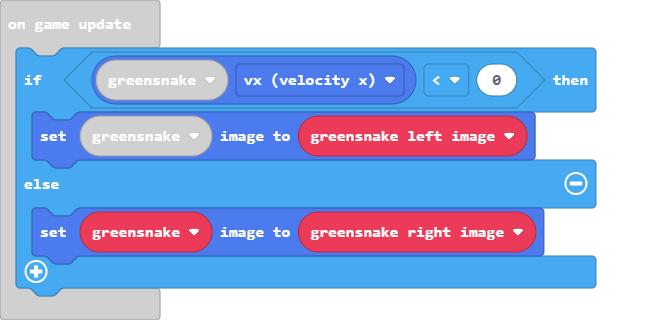 on game update
if greensnake vx (velocity x) < 0 then
set greensnake image to greensnake left image
else
set greensnake image to greensnake right image